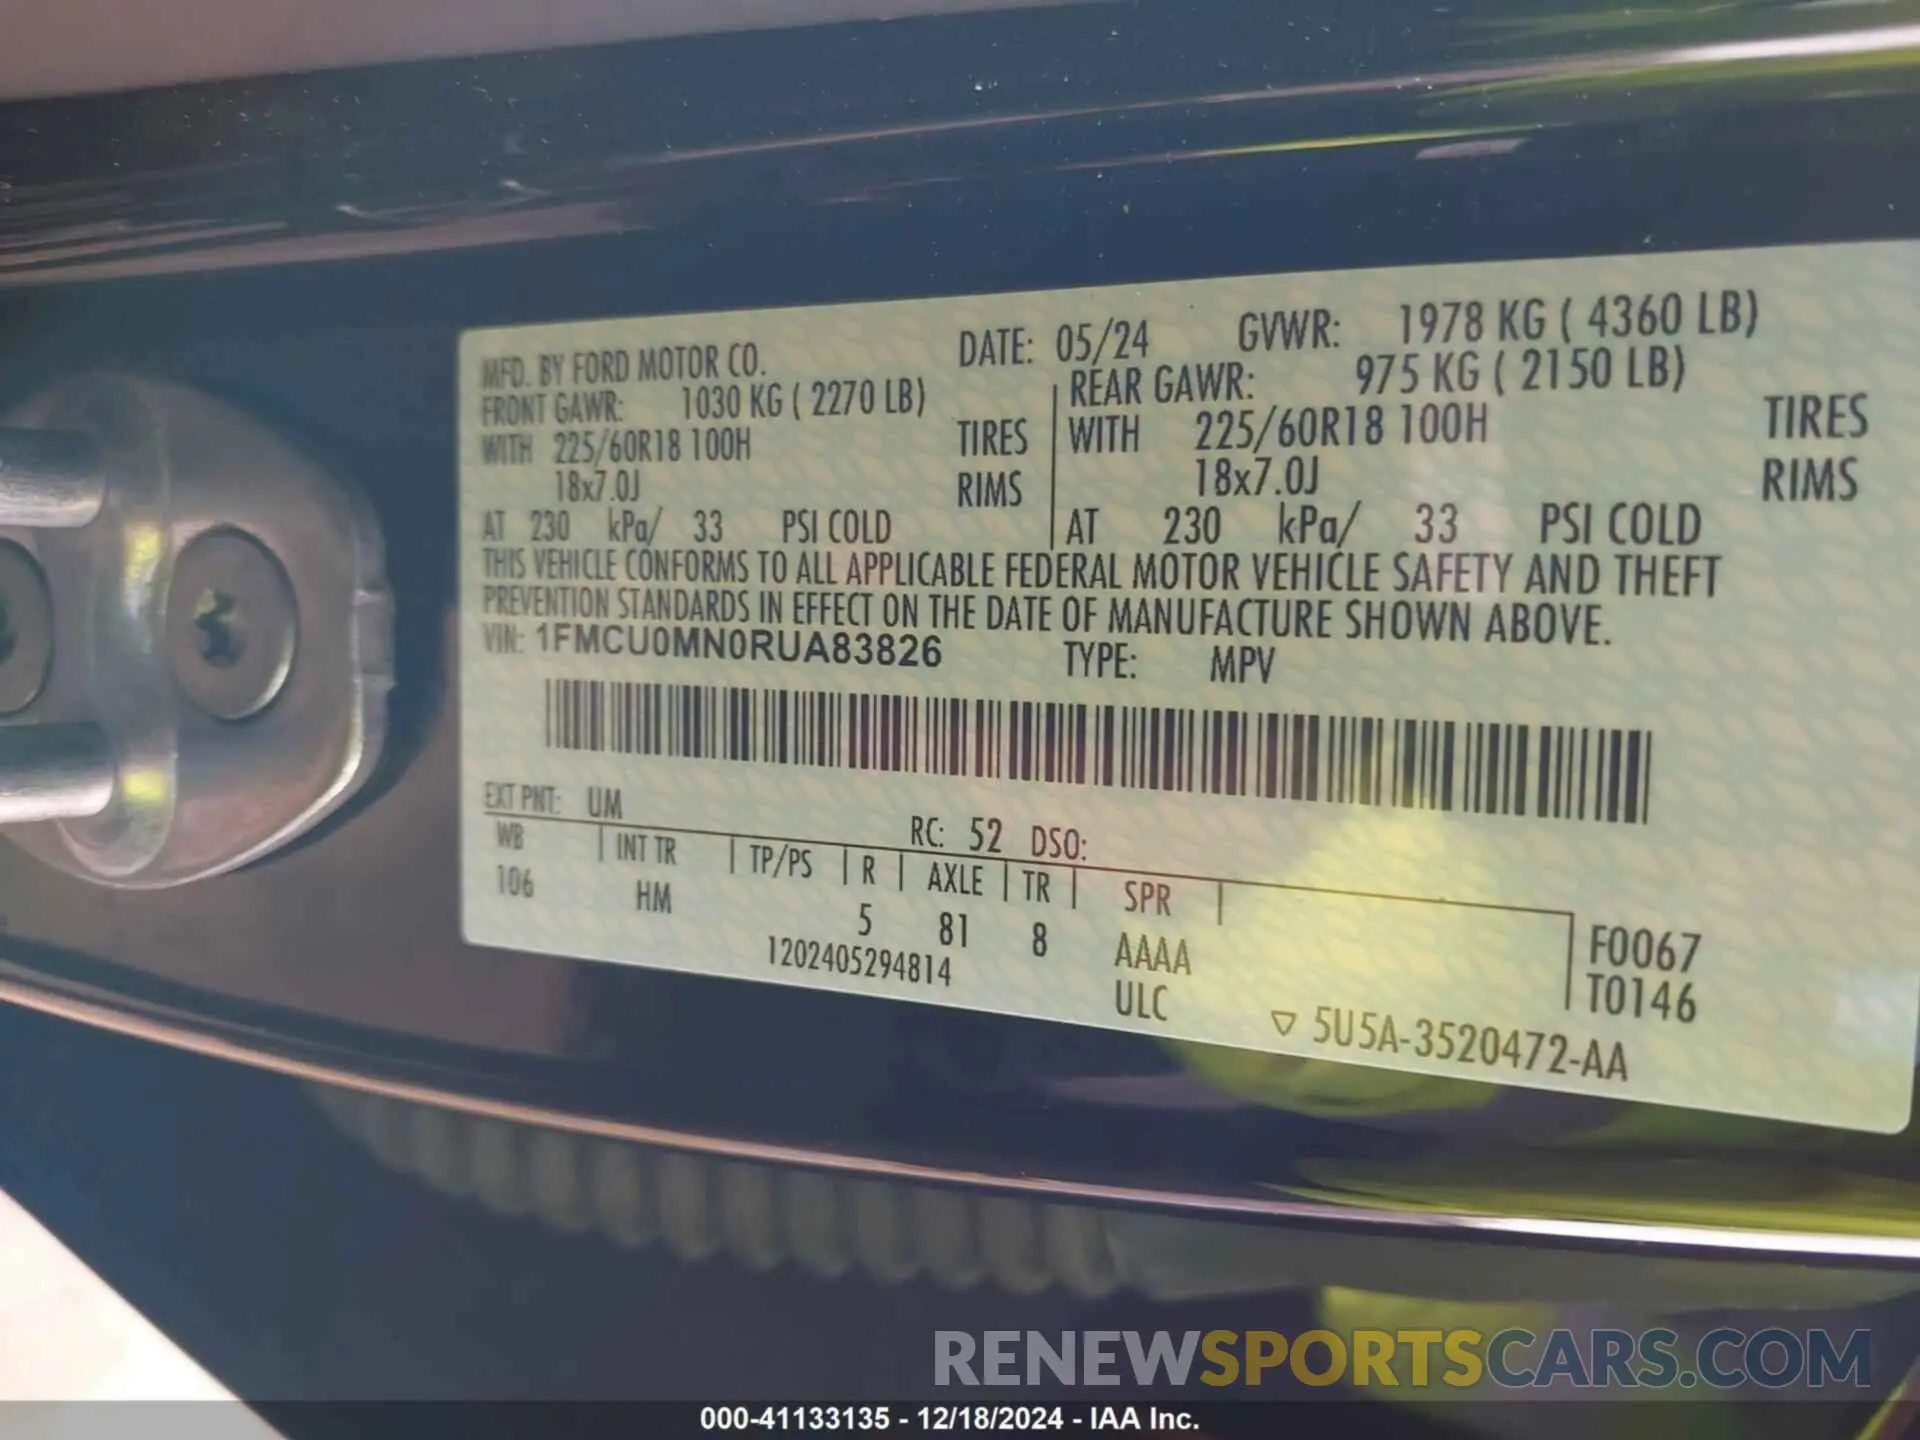 MFD. BY FORD MOTOR CO. DATE: 05/24 GVWR: 1978 KG ( 4360 LB)
FRONT GAWR: 1030 KG ( 2270 LB) REAR GAWR: 975 KG ( 2150 LB)
WITH 225/60R18 100H TIRES WITH 225/60R18 100H TIRES
18x7.0J RIMS 18x7.0J RIMS
AT 230 kPa/ 33 PSI COLD AT 230 kPa/ 33 PSI COLD
THIS VEHICLE CONFORMS TO ALL APPLICABLE FEDERAL MOTOR VEHICLE SAFETY AND THEFT
PREVENTION STANDARDS IN EFFECT ON THE DATE OF MANUFACTURE SHOWN ABOVE.
VIN: 1FMCU0MN0RUA83826 TYPE: MPV
EXT PNT: UM RC: 52 DSO:
WB INT TR TP/PS R AXLE TR SPR
106 HM 5 81 8 AAAA F0067
1202405294814 ULC T0146
▽ 5U5A-3520472-AA
RENEWSPORTSCARS.COM
000-41133135 - 12/18/2024 - IAA Inc.